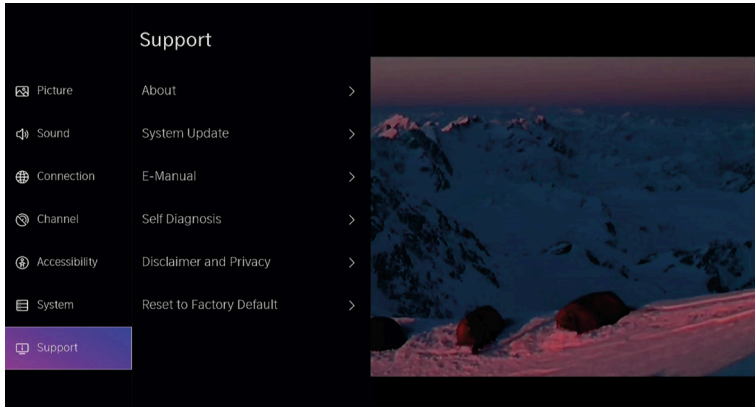 Support
Picture
Sound
Connection
Channel
Accessibility
System
Support
About
System Update
E-Manual
Self Diagnosis
Disclaimer and Privacy
Reset to Factory Default